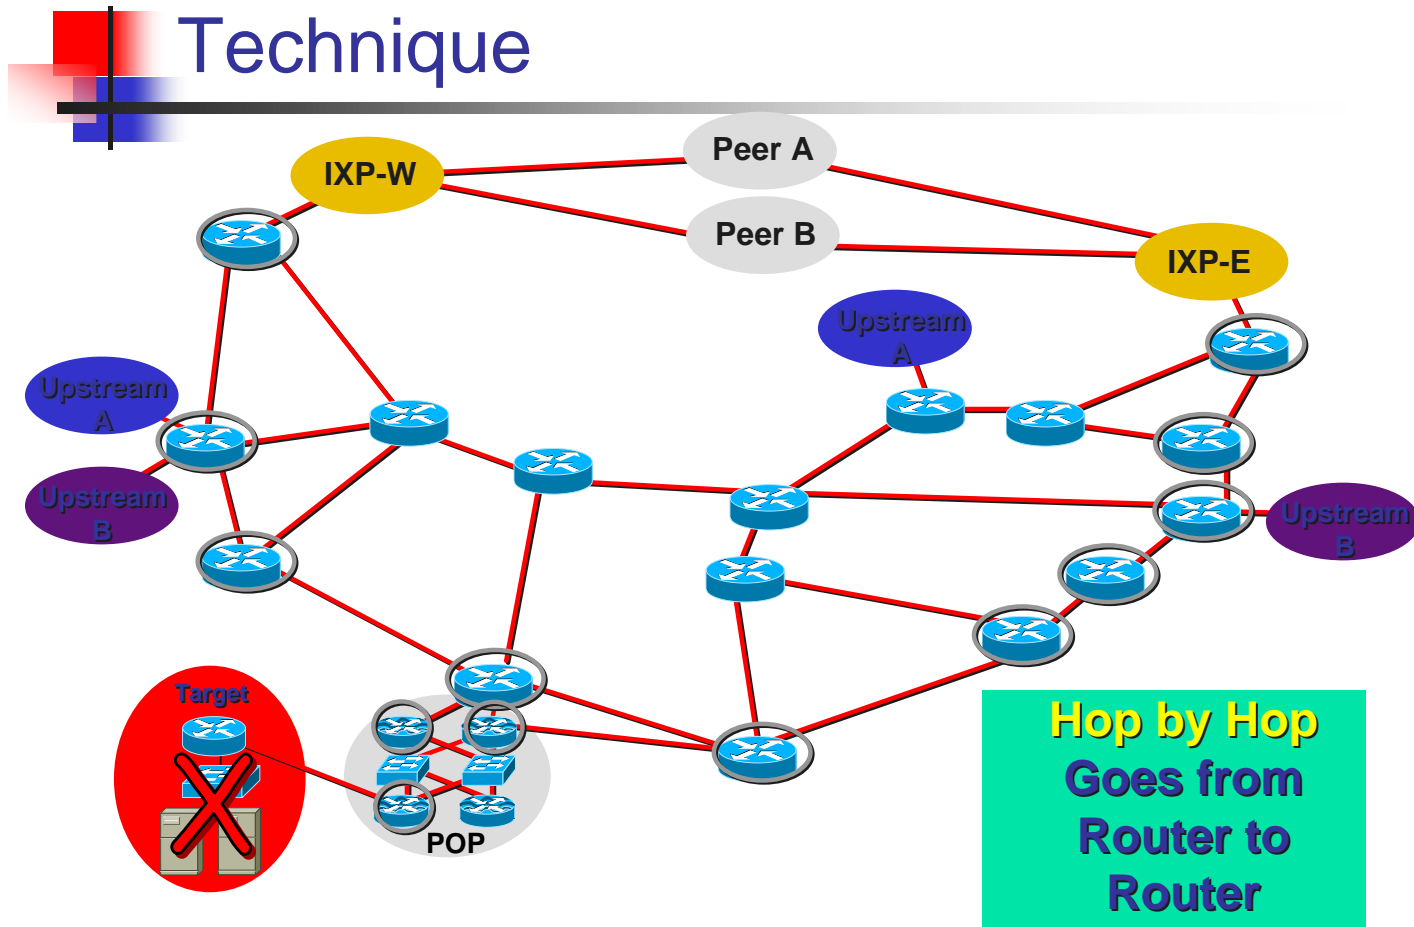 Technique
Peer A
IXP-W
Peer B
IXP-E
Upstream
A
Upstream
A
Upstream
B
Upstream
B
Target
POP
Hop by Hop
Goes from
Router to
Router